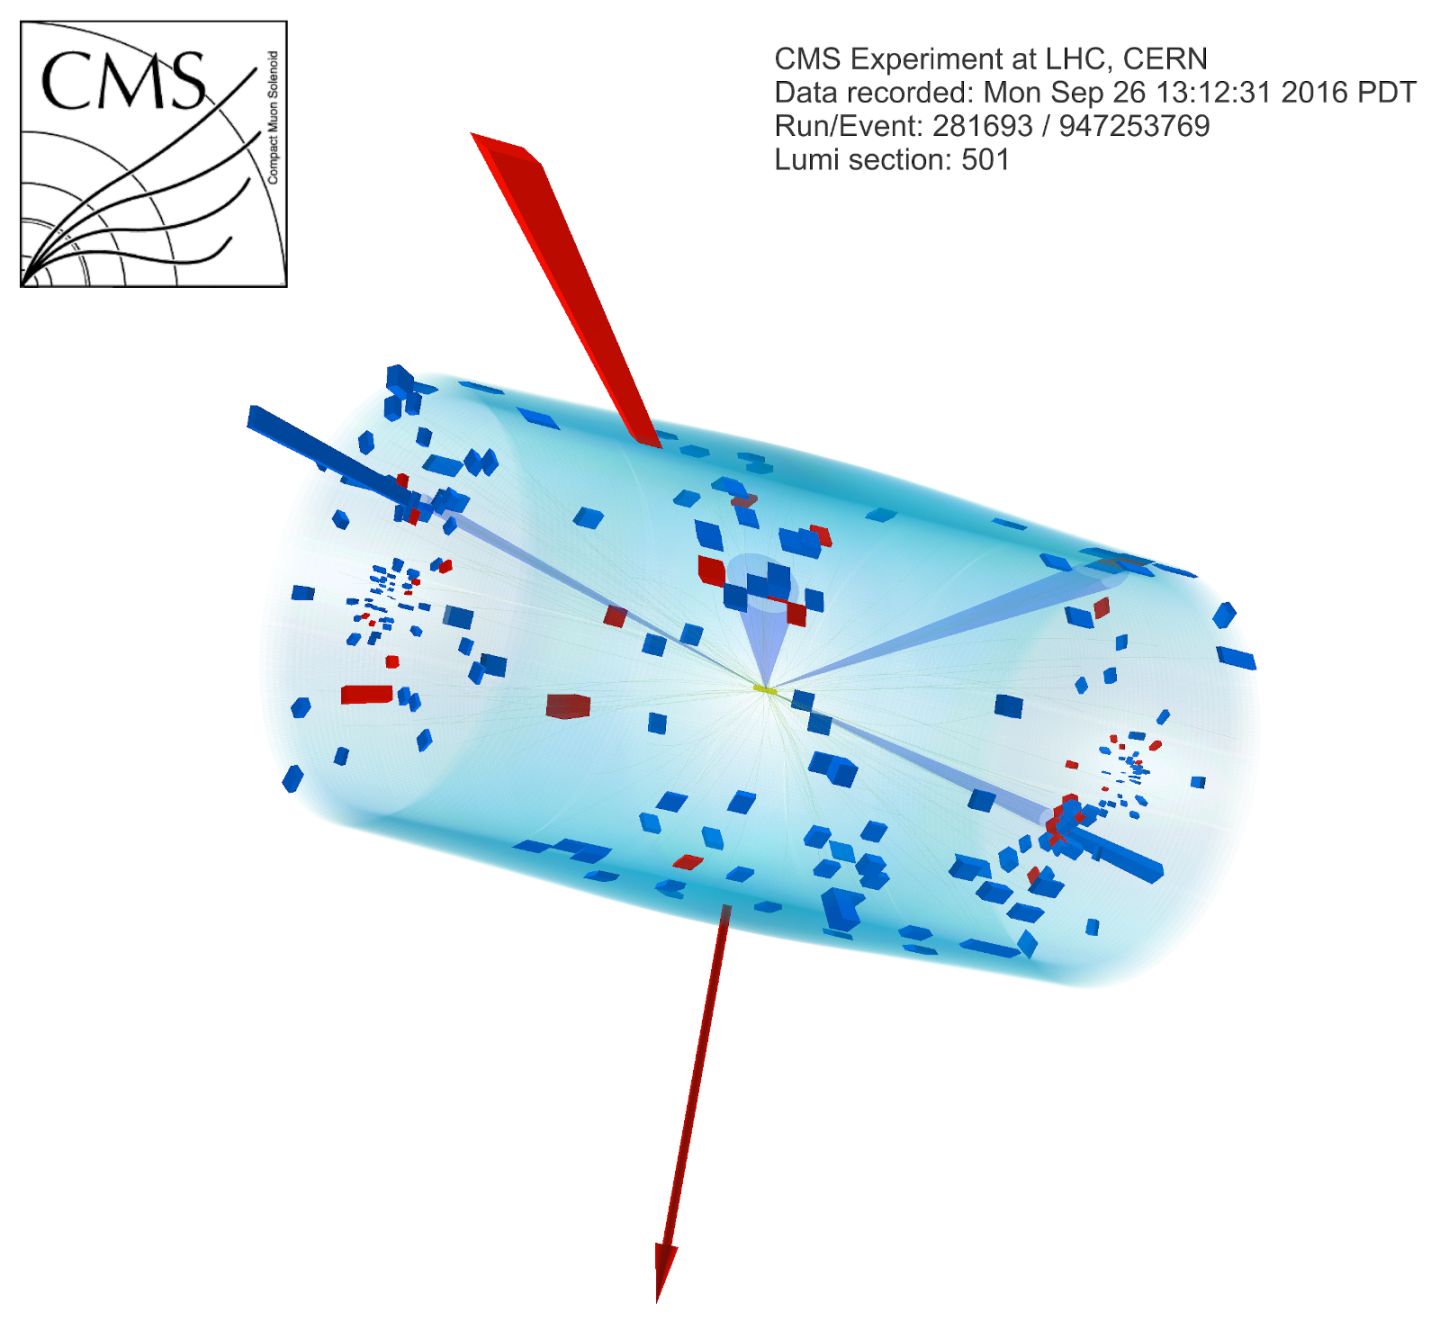 CMS
Compact Muon Solenoid
CMS Experiment at LHC, CERN
Data recorded: Mon Sep 26 13:12:31 2016 PDT
Run/Event: 281693 / 947253769
Lumi section: 501